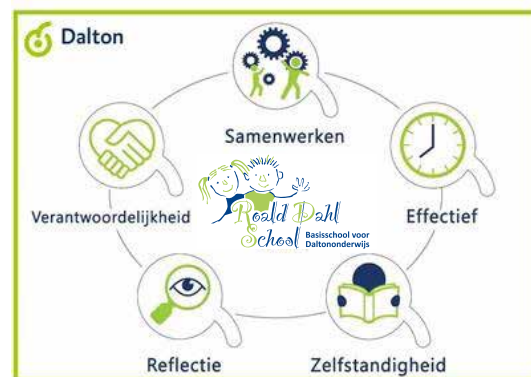 Dalton
Samenwerken
Verantwoordelijkheid
Effectief
Roald Dahl
School
Basisschool voor
Daltononderwijs
Reflectie
Zelfstandigheid